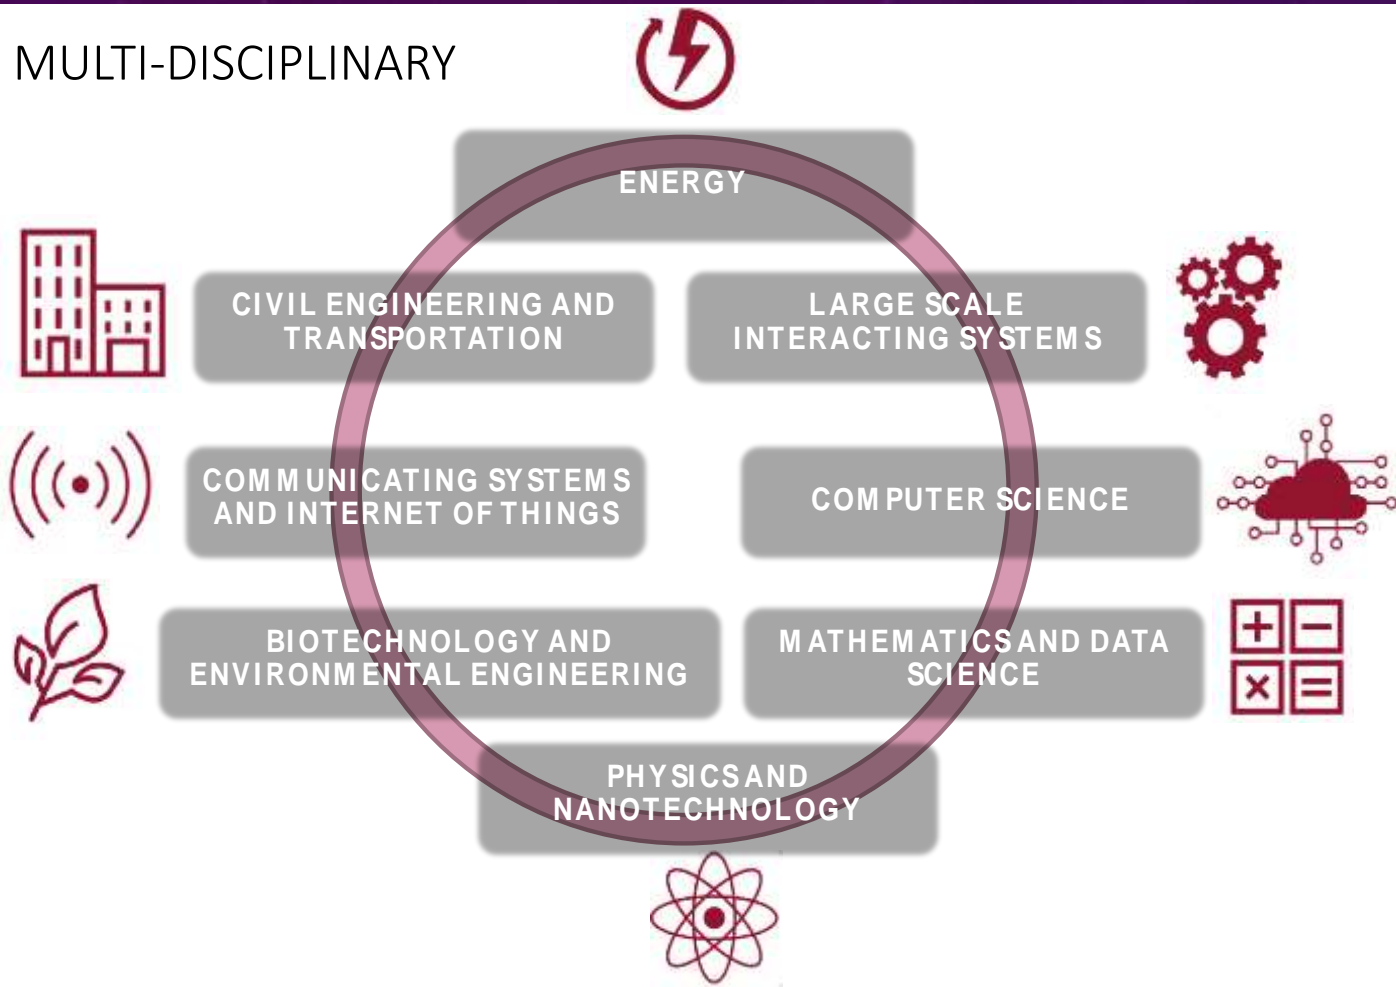 MULTI-DISCIPLINARY
ENERGY
CIVIL ENGINEERING AND
TRANSPORTATION
LARGE SCALE
INTERACTING SYSTEMS
COMMUNICATING SYSTEMS
AND INTERNET OF THINGS
COMPUTER SCIENCE
BIOTECHNOLOGY AND
ENVIRONMENTAL ENGINEERING
MATHEMATICS AND DATA
SCIENCE
PHYSICS AND
NANOTECHNOLOGY